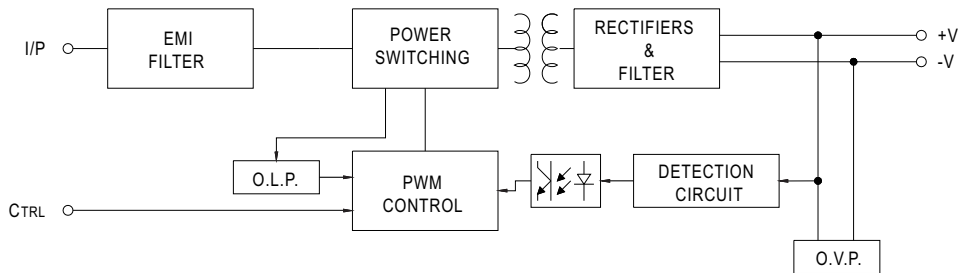 I/P
EMI
FILTER
POWER
SWITCHING
RECTIFIERS
&
FILTER
+V
-V
O.L.P.
PWM
CONTROL
DETECTION
CIRCUIT
CTRL
O.V.P.